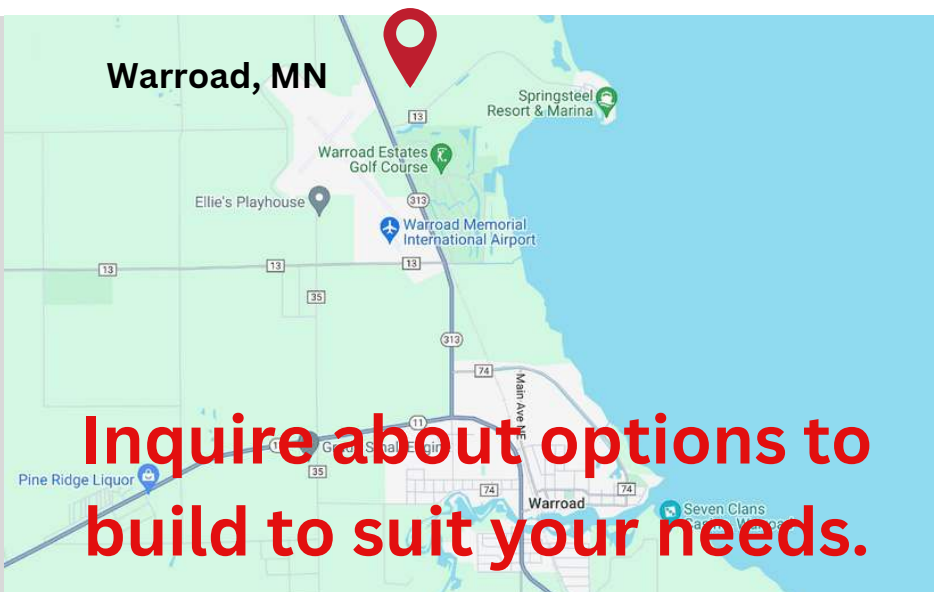 Warroad, MN
Springsteel
Resort & Marina
13
Warroad Estates
Golf Course
Ellie's Playhouse
313
Warroad Memorial
International Airport
13
13
13
35
313
74
Main Ave NE
Inquire about options to
11
35
Pine Ridge Liquor
74
74
Warroad
Seven Clans
build to suit your needs.